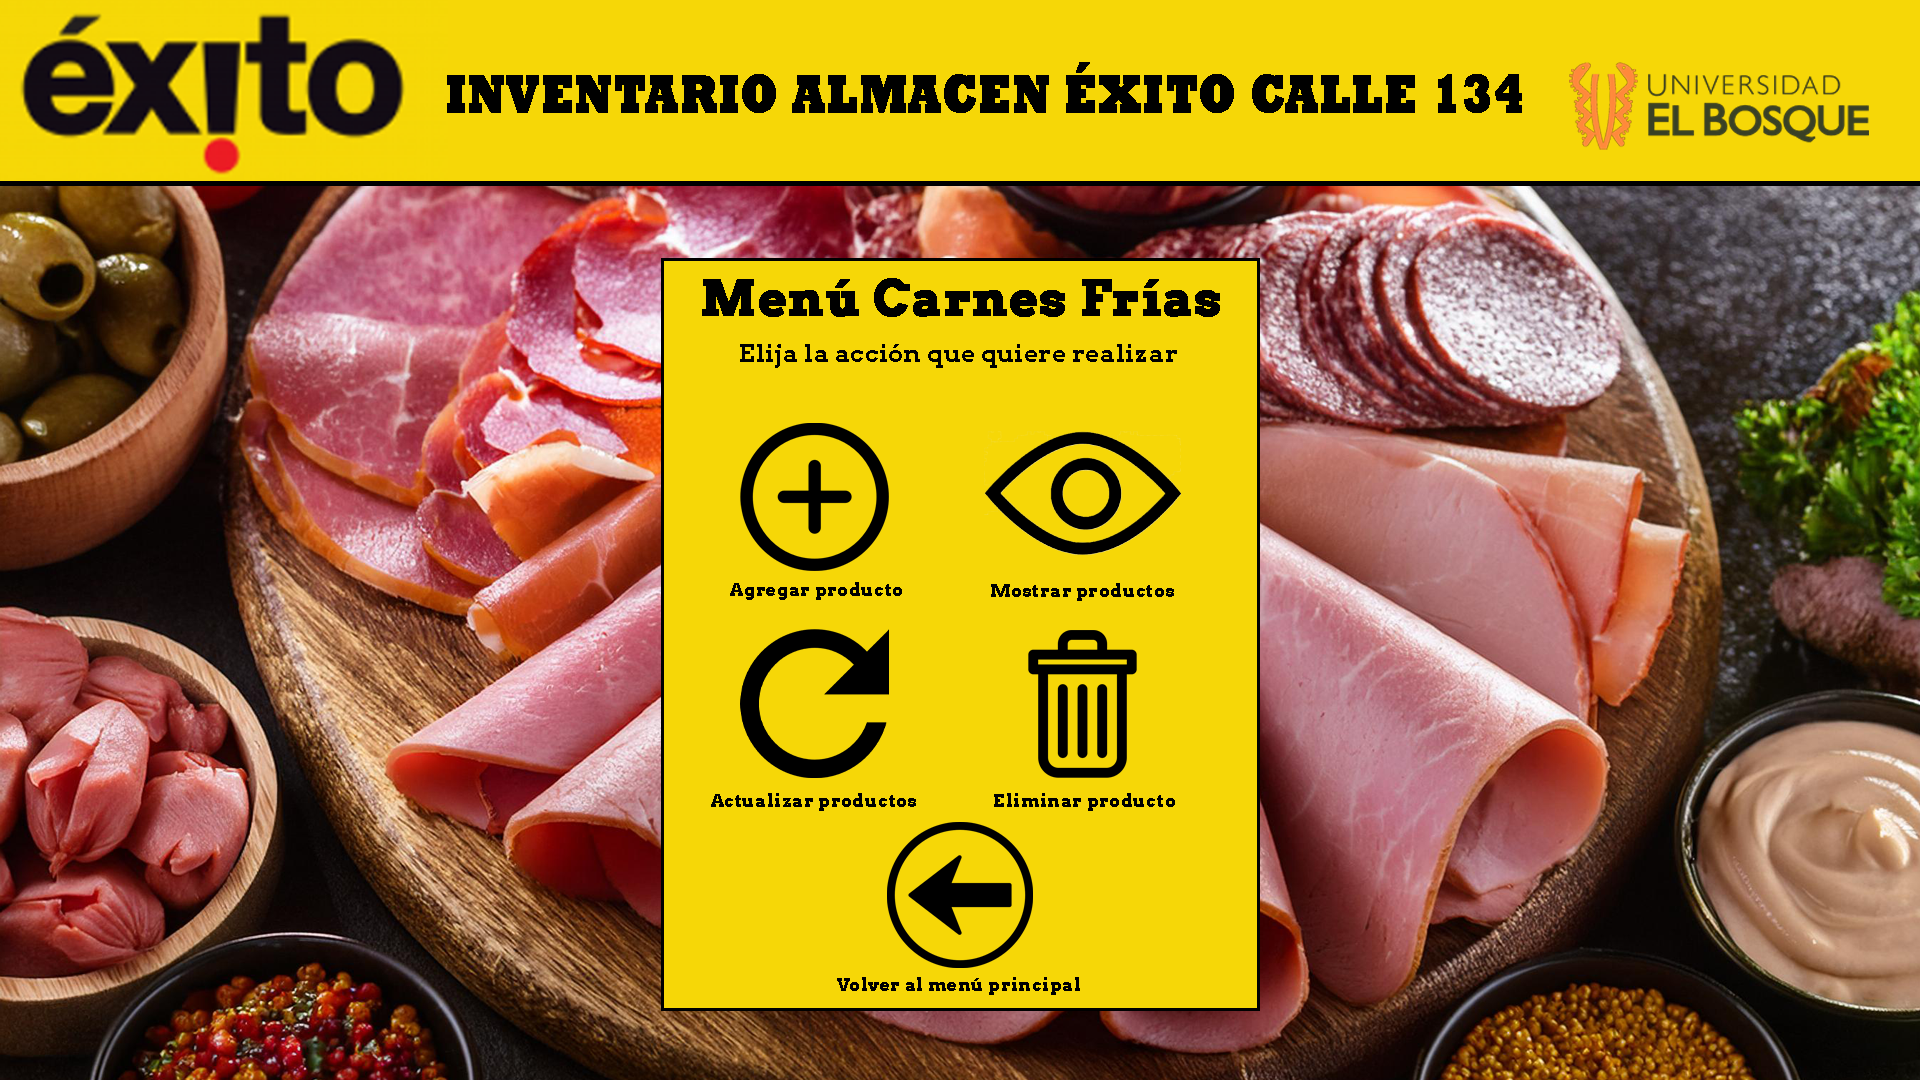 éxito
INVENTARIO ALMACEN ÉXITO CALLE 134
UNIVERSIDAD
EL BOSQUE
Menú Carnes Frías
Elija la acción que quiere realizar
Agregar producto
Mostrar productos
Actualizar productos
Eliminar producto
Volver al menú principal